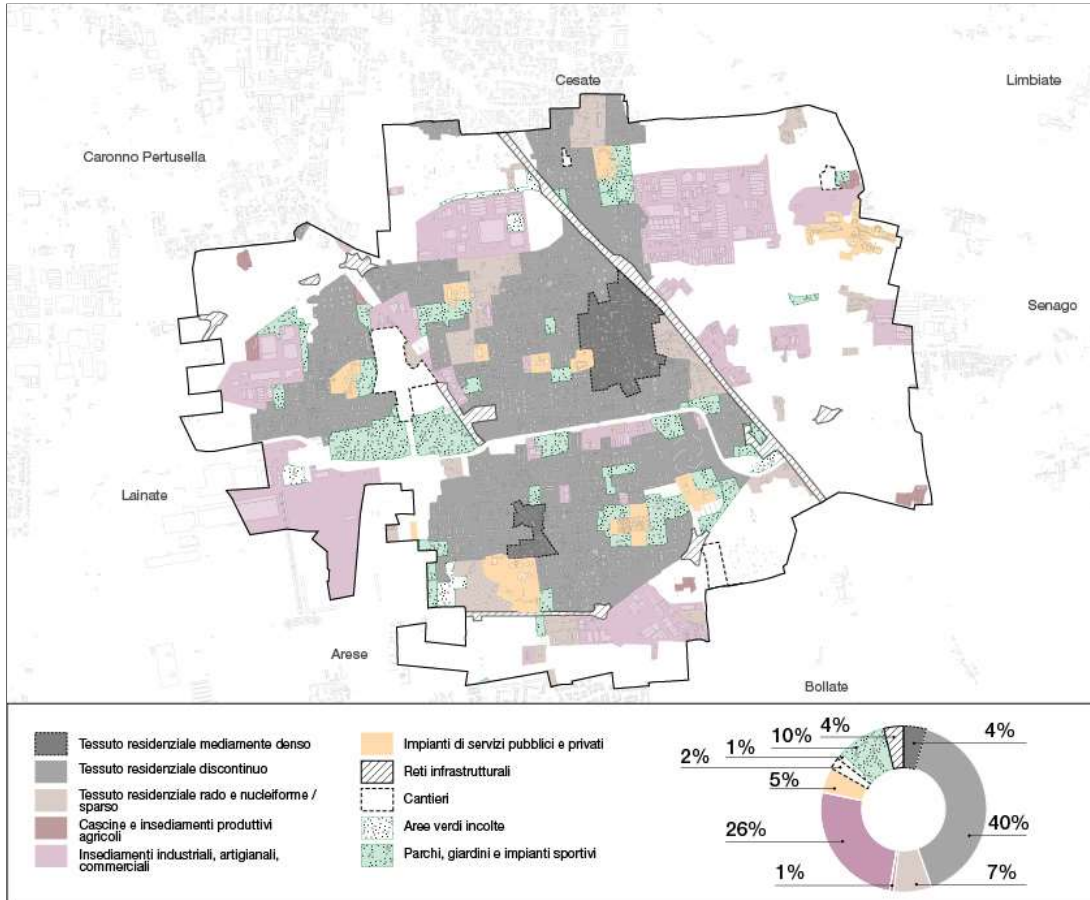 Cesate
Limbiate
Caronno Pertusella
Senago
Lainate
Arese
Bollate
Tessuto residenziale mediamente denso
Tessuto residenziale discontinuo
Tessuto residenziale rado e nucleiforme /
sparso
Cascine e insediamenti produttivi
agricoli
Insediamenti industriali, artigianali,
commerciali
Impianti di servizi pubblici e privati
Reti infrastrutturali
Cantieri
Aree verdi incolte
Parchi, giardini e impianti sportivi
4%
4%
10%
1%
2%
5%
40%
26%
1%
7%